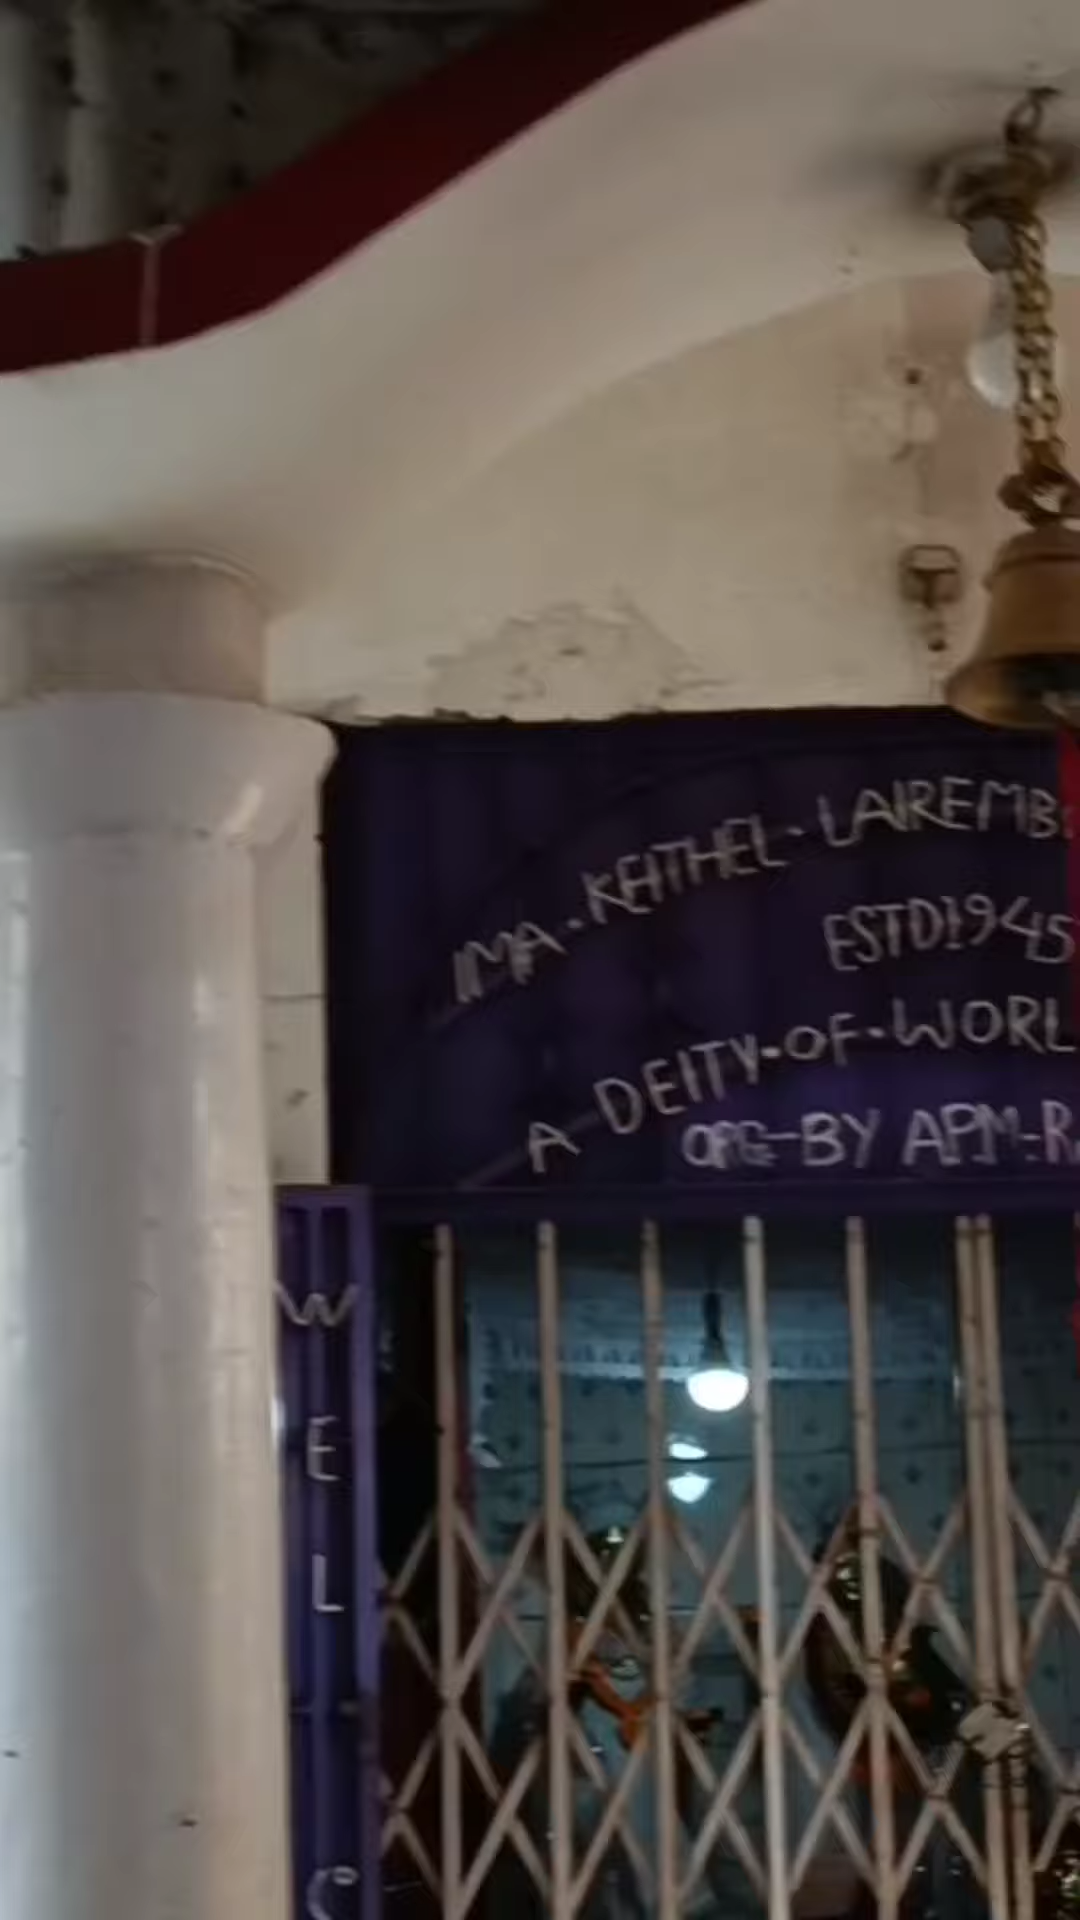 IMA-KEITHEL-LAIREMB
ESTD1945
A DEITY-OF-WORL
ORG-BY APM-R
W
E
L
C